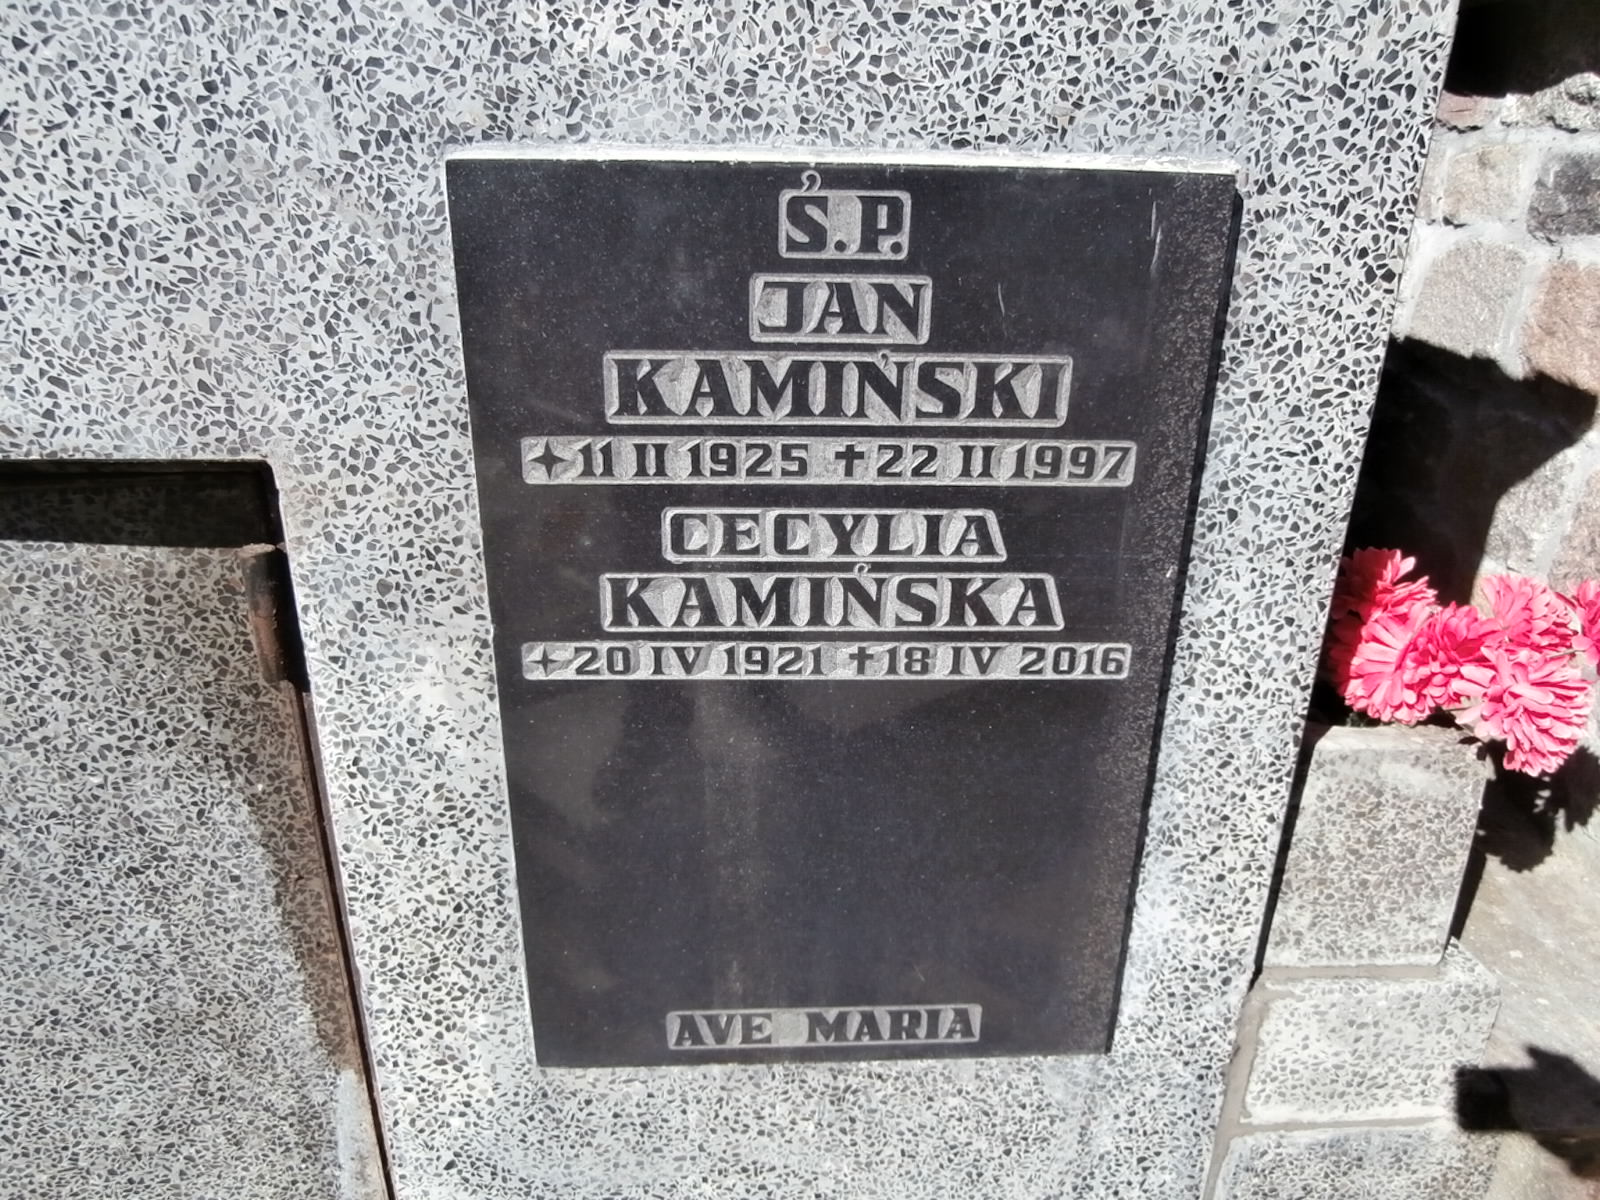 Ś.P.
JAN
KAMIŃSKI
✦11 II 1925 ✝22 II 1997
CECYLIA
KAMIŃSKA
✦20 IV 1921 ✝18 IV 2016
AVE MARIA